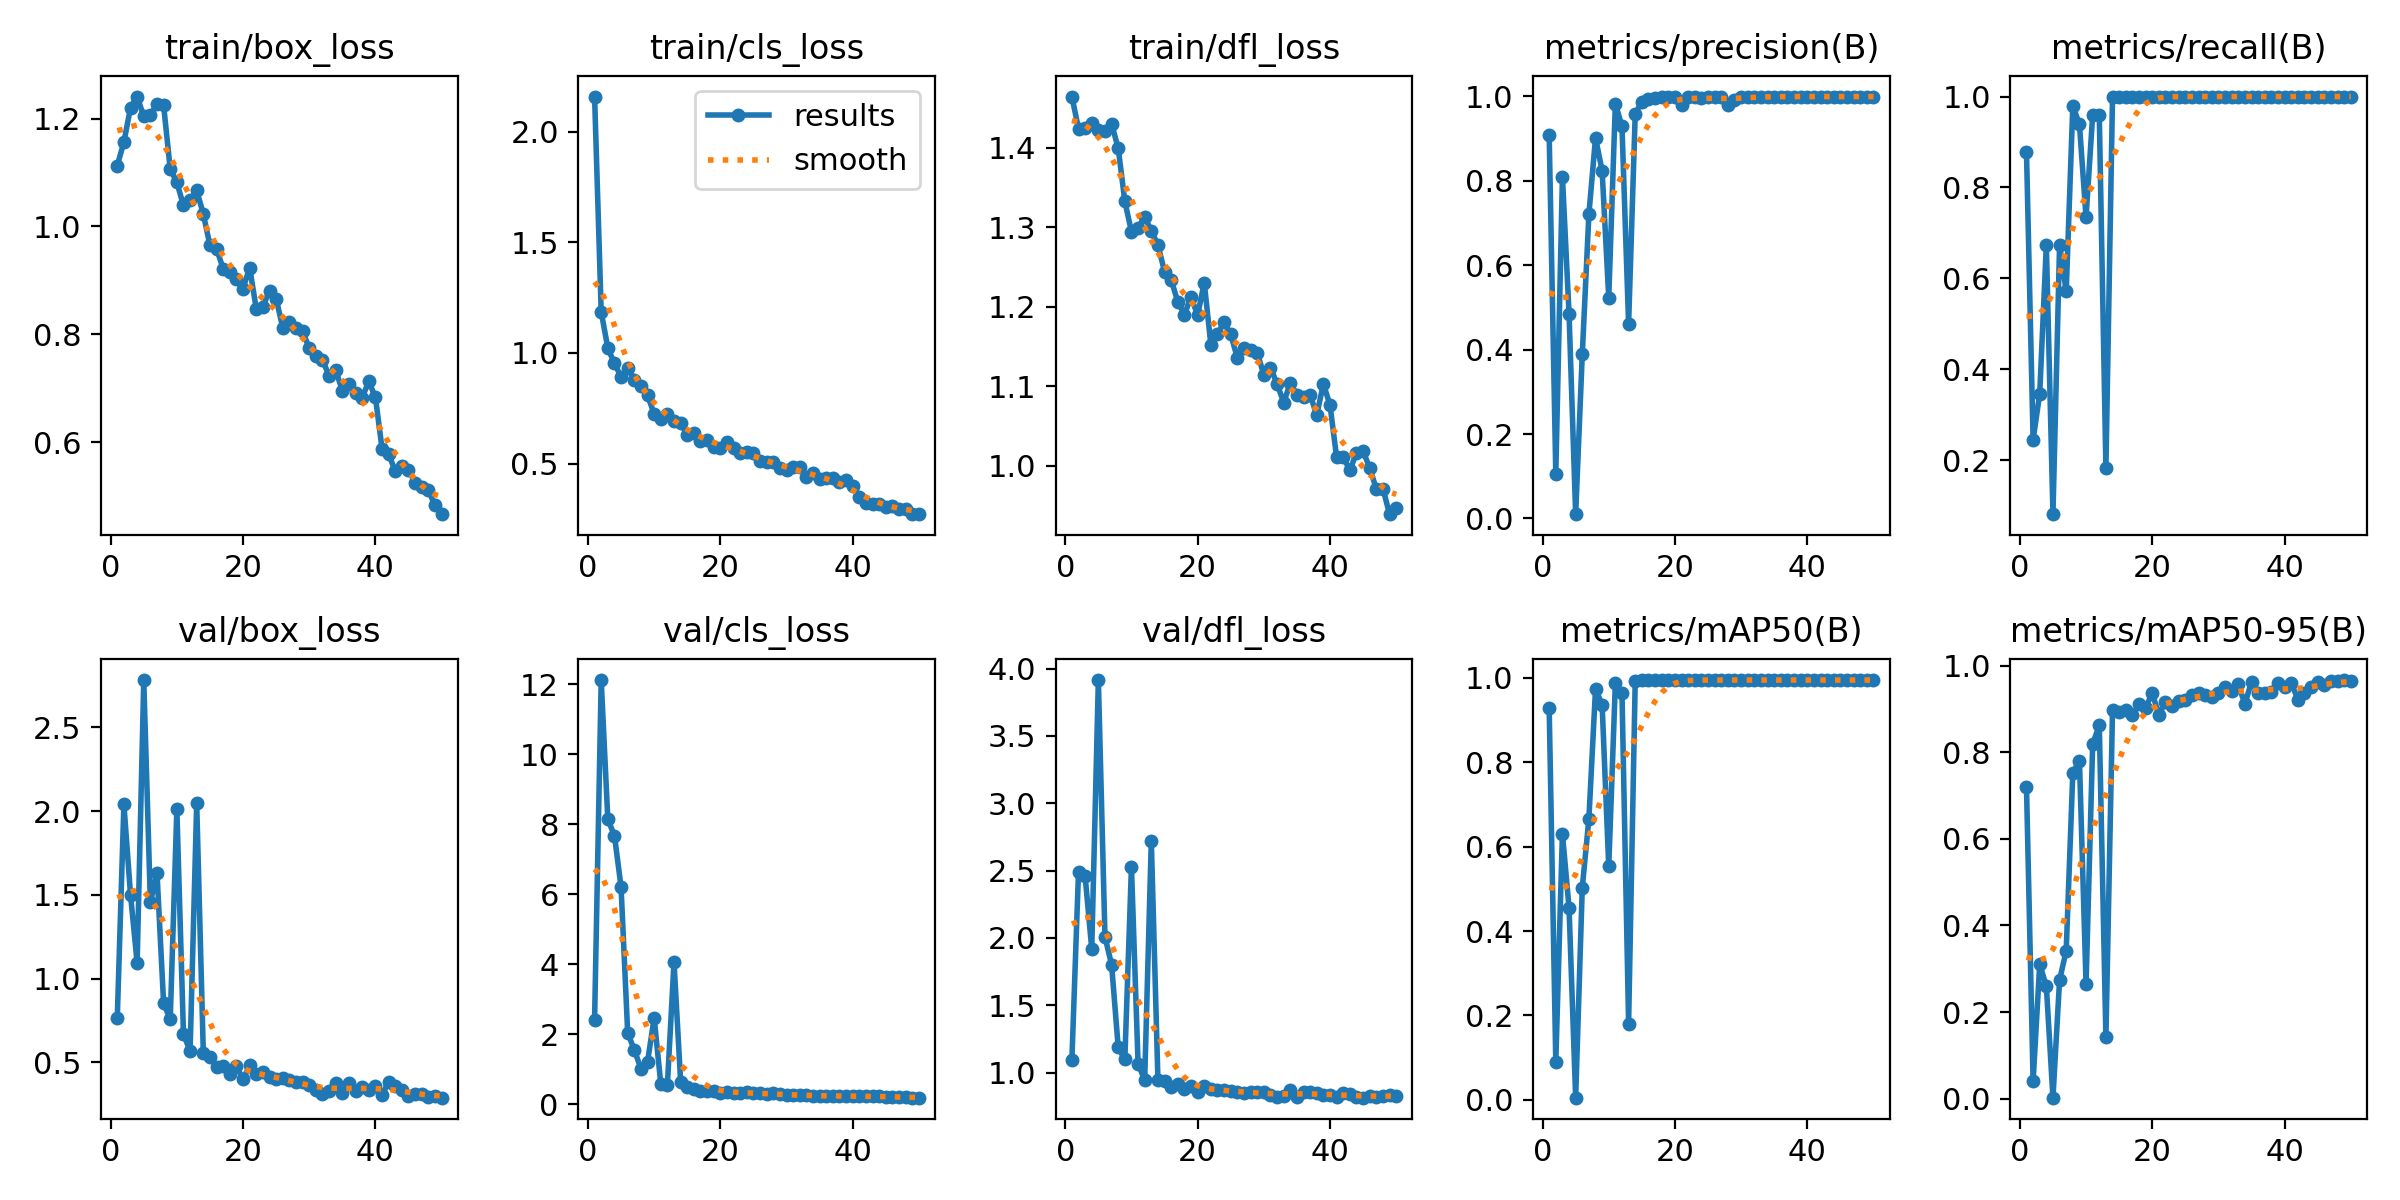 train/box_loss
1.2
1.0
0.8
0.6
0 20 40
train/cls_loss
results
smooth
2.0
1.5
1.0
0.5
0 20 40
train/dfl_loss
1.4
1.3
1.2
1.1
1.0
0 20 40
metrics/precision(B)
1.0
0.8
0.6
0.4
0.2
0.0
0 20 40
metrics/recall(B)
1.0
0.8
0.6
0.4
0.2
0 20 40
val/box_loss
2.5
2.0
1.5
1.0
0.5
0 20 40
val/cls_loss
12
10
8
6
4
2
0
0 20 40
val/dfl_loss
4.0
3.5
3.0
2.5
2.0
1.5
1.0
0 20 40
metrics/mAP50(B)
1.0
0.8
0.6
0.4
0.2
0.0
0 20 40
metrics/mAP50-95(B)
1.0
0.8
0.6
0.4
0.2
0.0
0 20 40